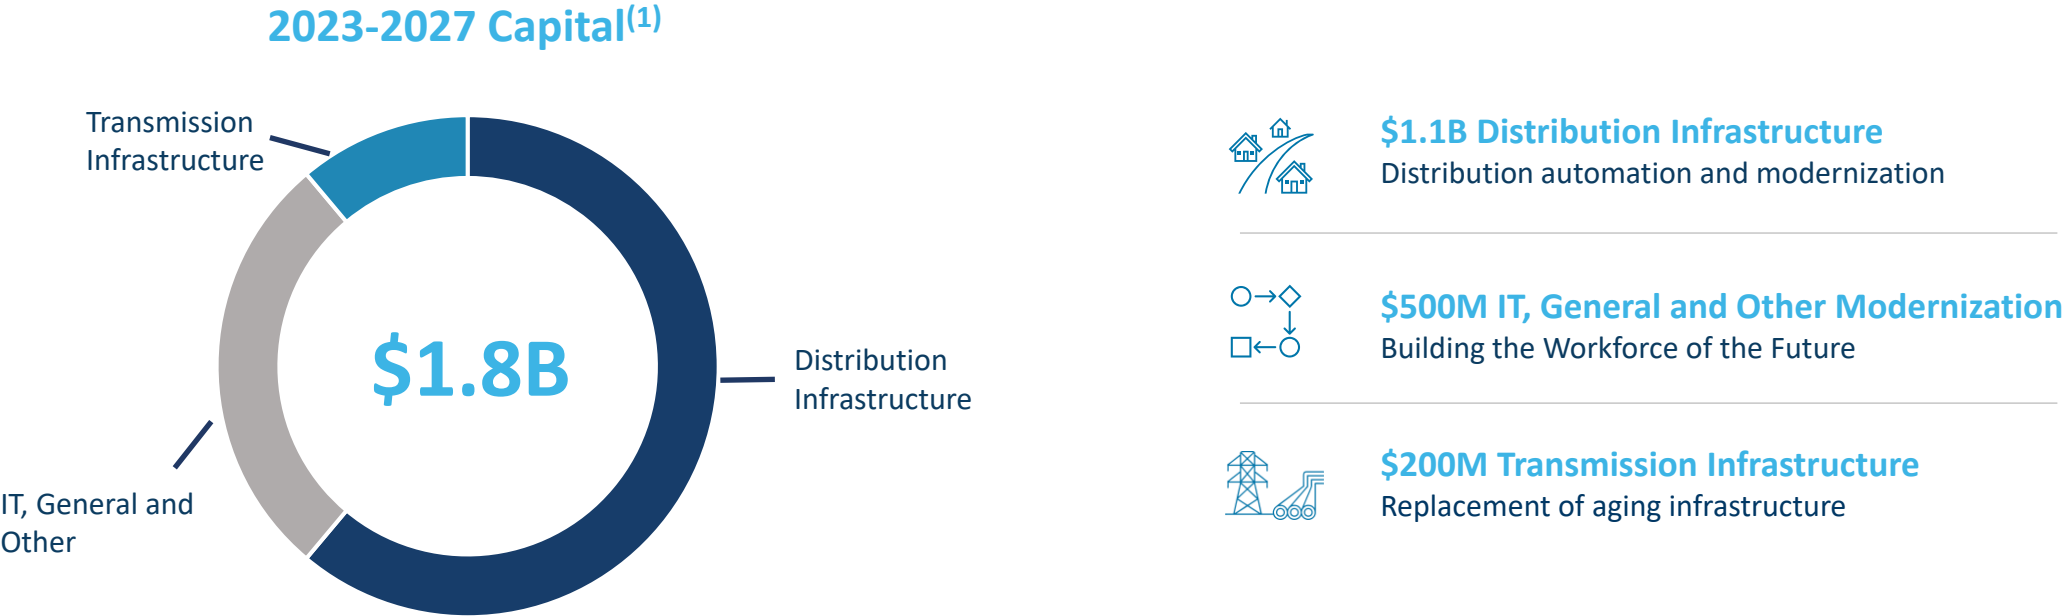 2023-2027 Capital(1)
Transmission
Infrastructure
$1.8B
Distribution
Infrastructure
IT, General and
Other
$1.1B Distribution Infrastructure
Distribution automation and modernization
$500M IT, General and Other Modernization
Building the Workforce of the Future
$200M Transmission Infrastructure
Replacement of aging infrastructure